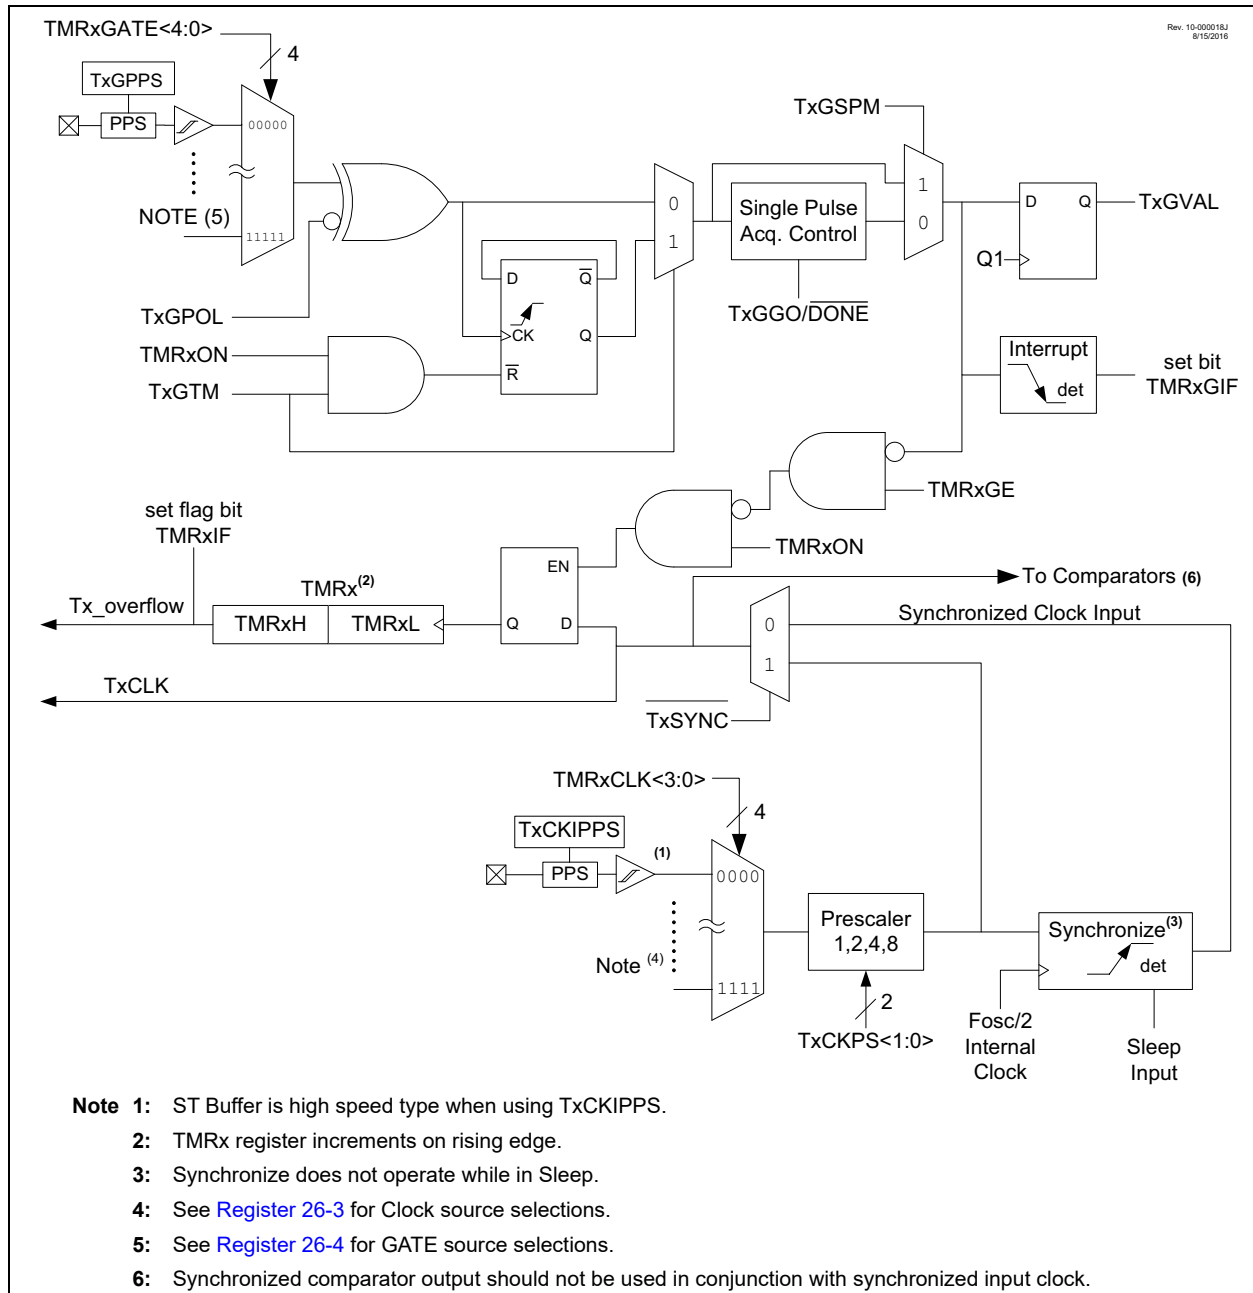 Rev. 10-000018J
8/15/2016
TMRxGATE<4:0>
4
TxGPPS
PPS
00000
NOTE (5)
11111
TxGPOL
TMRxON
TxGTM
D
Q
CK
Q
R
0
1
TxGSPM
Single Pulse
Acq. Control
TxGGO/DONE
1
0
D
Q
Q1
TxGVAL
Interrupt
det
set bit
TMRxGIF
TMRxGE
TMRxON
set flag bit
TMRxIF
Tx_overflow
TMRx(2)
TMRxH
TMRxL
EN
Q
D
To Comparators (6)
Synchronized Clock Input
0
1
TxCLK
TxSYNC
TMRxCLK<3:0>
4
TxCKIPPS
PPS
(1)
0000
Note (4)
1111
Prescaler
1,2,4,8
2
TxCKPS<1:0>
Synchronize(3)
det
Fosc/2
Internal
Clock
Sleep
Input
Note 1: ST Buffer is high speed type when using TxCKIPPS.
2: TMRx register increments on rising edge.
3: Synchronize does not operate while in Sleep.
4: See Register 26-3 for Clock source selections.
5: See Register 26-4 for GATE source selections.
6: Synchronized comparator output should not be used in conjunction with synchronized input clock.